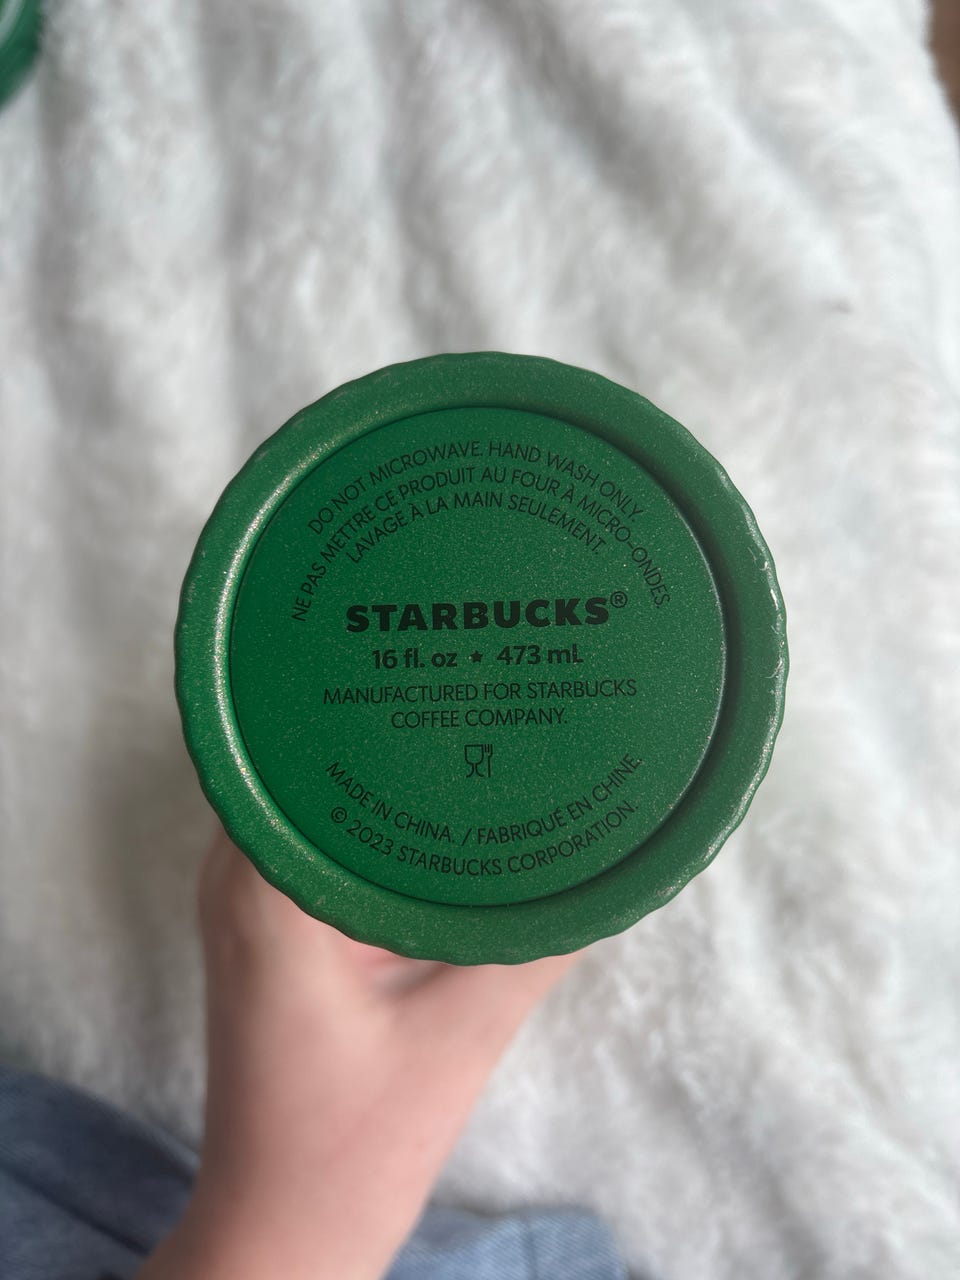 DO NOT MICROWAVE. HAND WASH ONLY.
NE PAS METTRE CE PRODUIT AU FOUR À MICRO-ONDES.
LAVAGE À LA MAIN SEULEMENT.
STARBUCKS®
16 fl. oz ★ 473 mL
MANUFACTURED FOR STARBUCKS
COFFEE COMPANY.
MADE IN CHINA. / FABRIQUÉ EN CHINE.
© 2023 STARBUCKS CORPORATION.